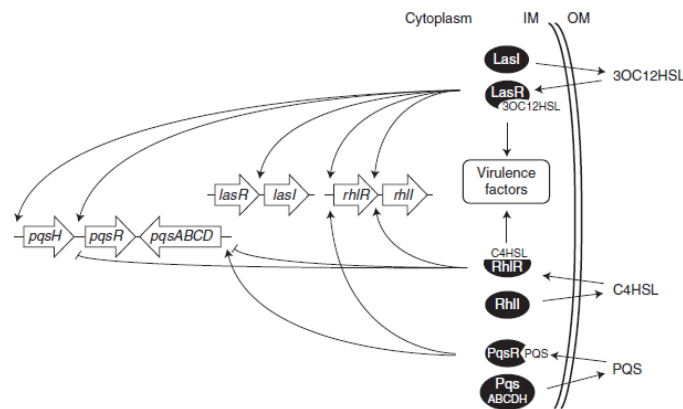 Cytoplasm IM OM
LasI
3OC12HSL
LasR
3OC12HSL
Virulence
factors
lasR lasI rhlR rhlI
pqsH pqsR pqsABCD
C4HSL
RhlR
C4HSL
RhlI
PqsR PQS
PQS
Pqs
ABCDH